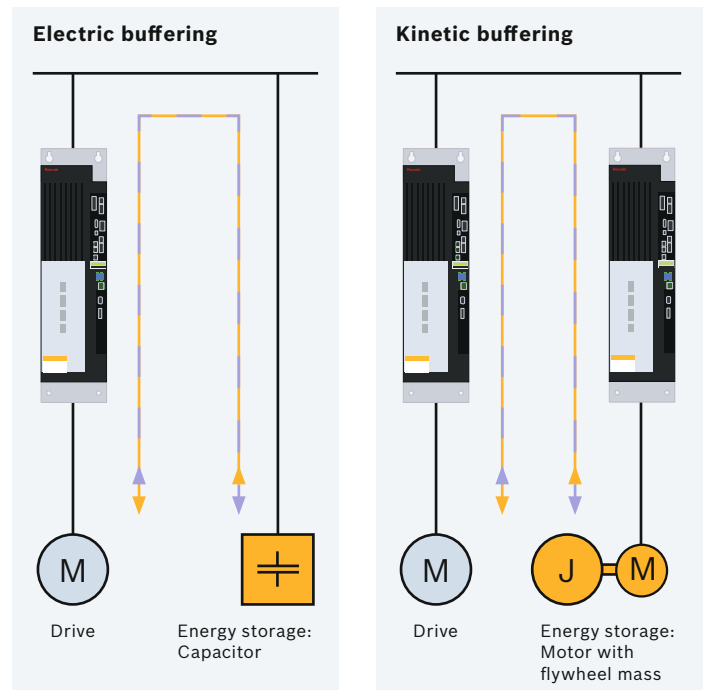 Electric buffering
M
Drive
Energy storage:
Capacitor
Kinetic buffering
M
Drive
J
M
Energy storage:
Motor with
flywheel mass